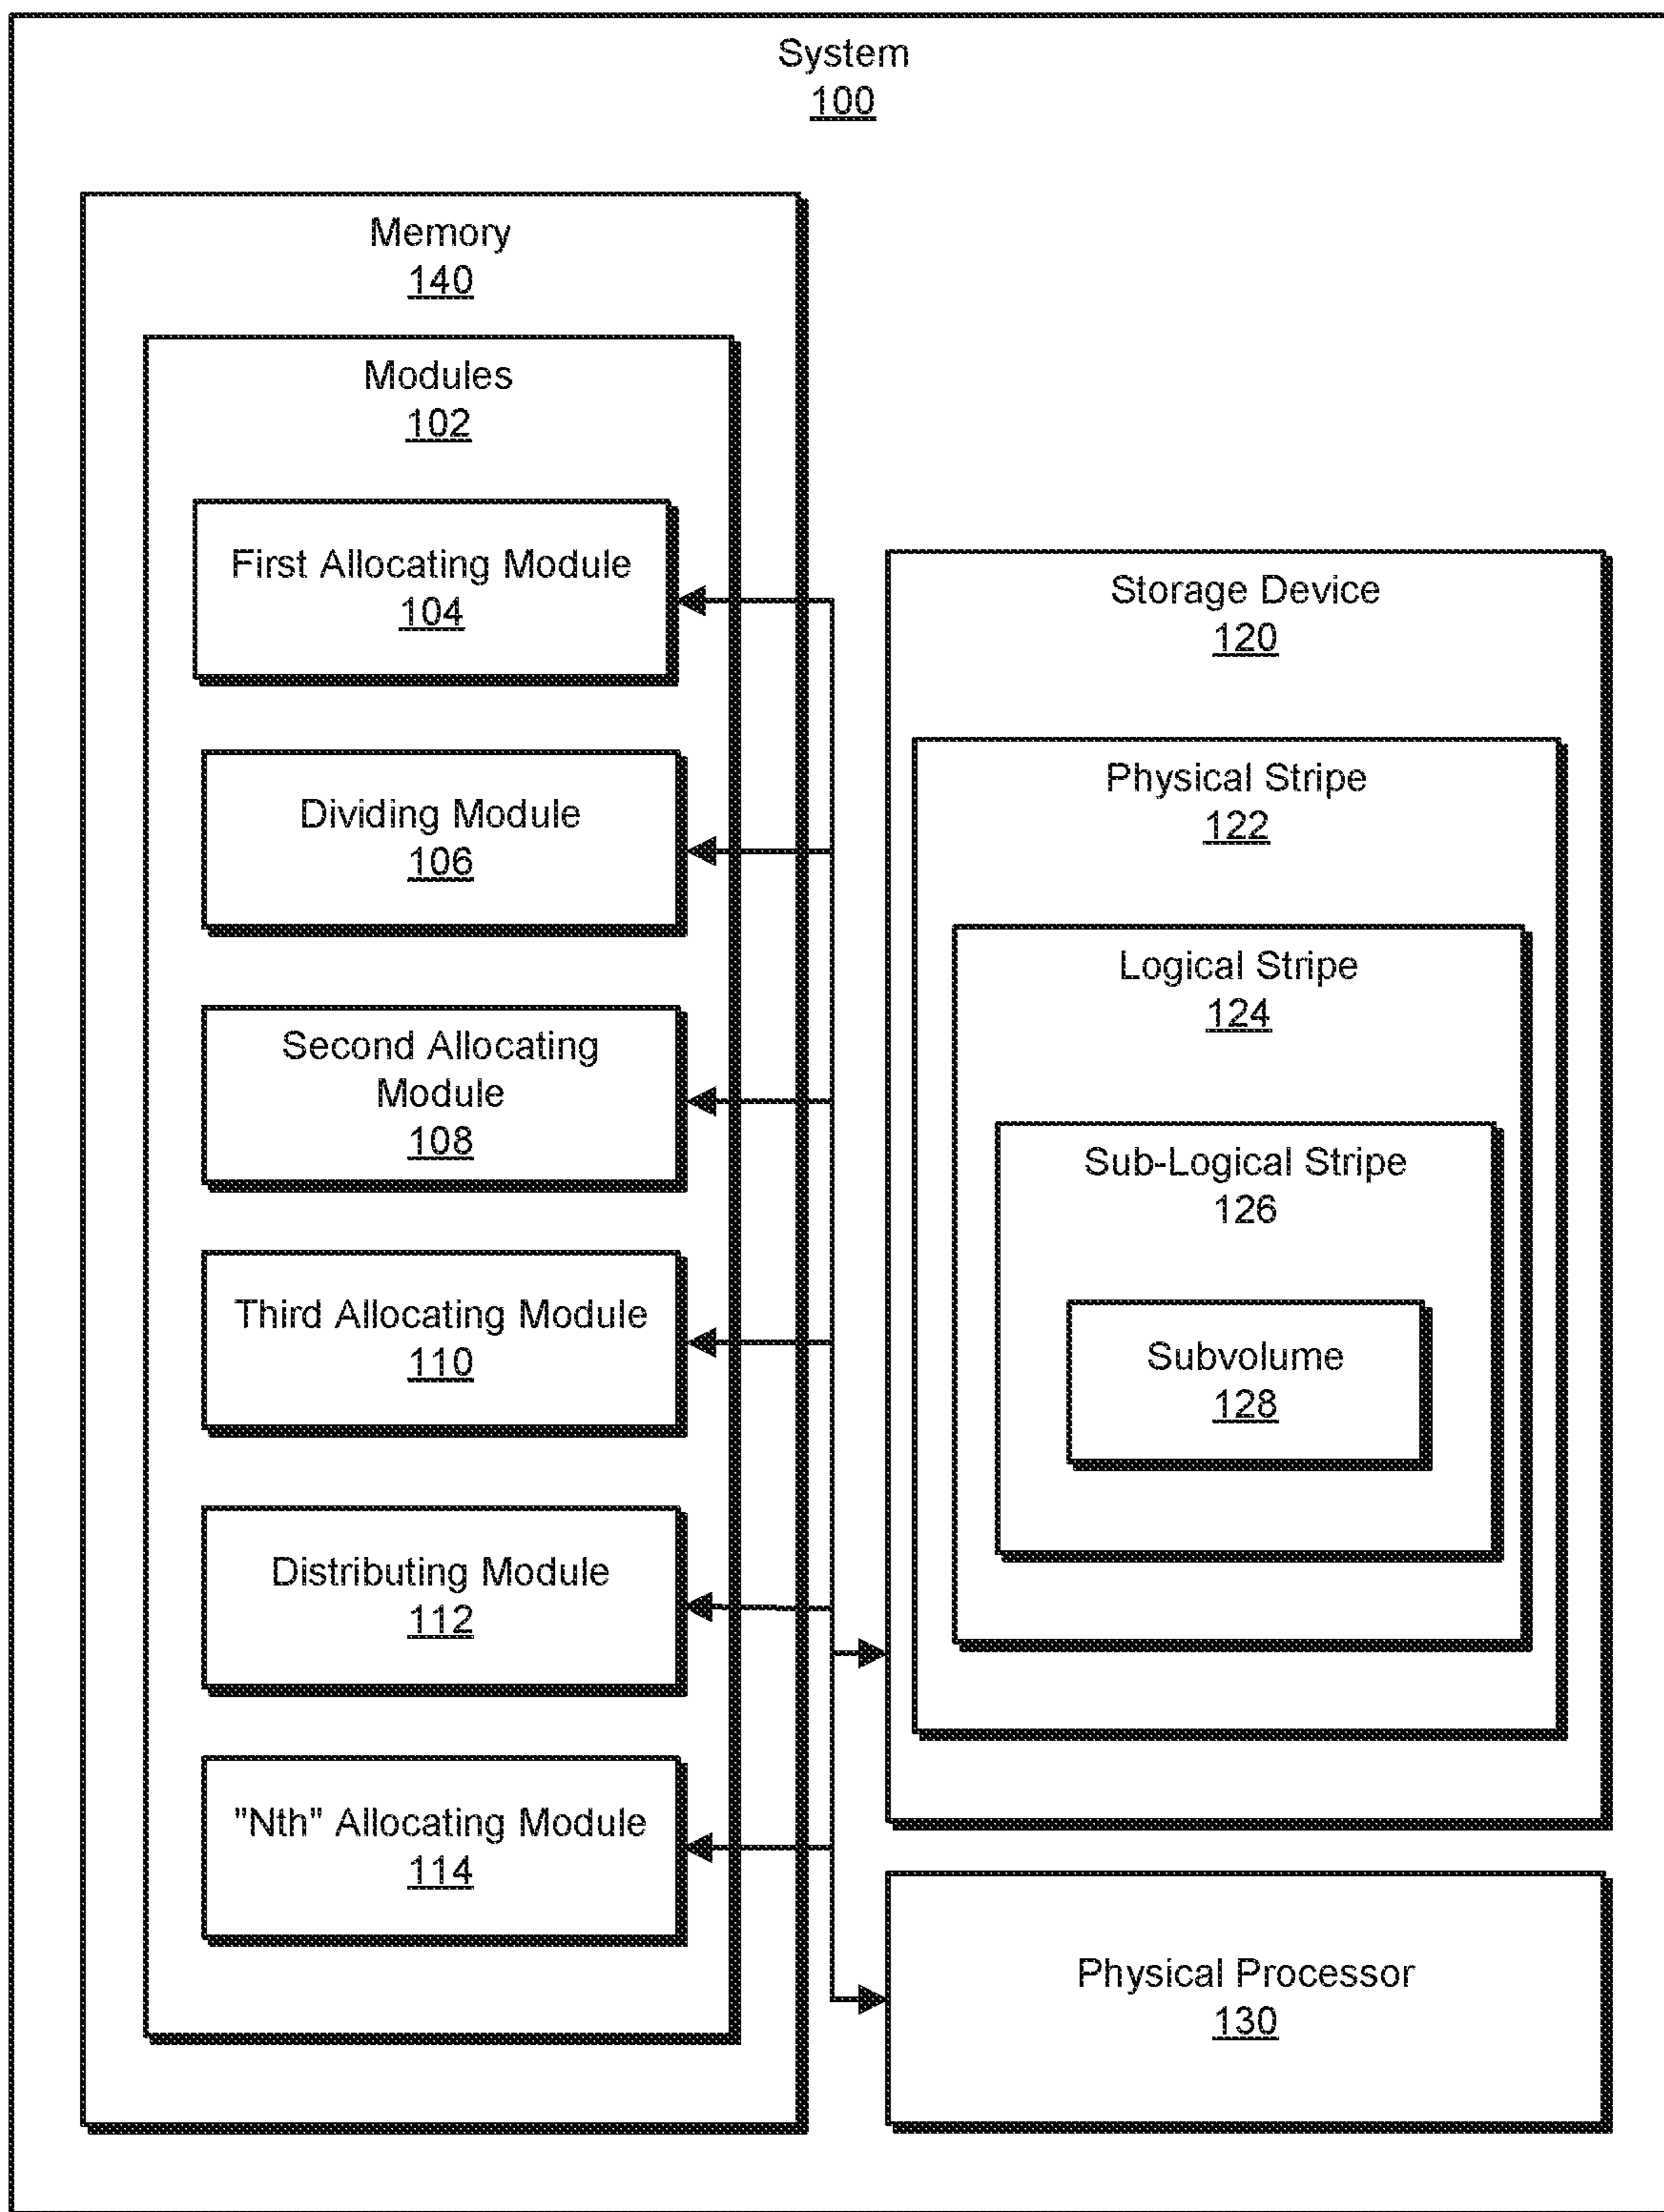 System
100
Memory
140
Modules
102
First Allocating Module
104
Dividing Module
106
Second Allocating
Module
108
Third Allocating Module
110
Distributing Module
112
"Nth" Allocating Module
114
Storage Device
120
Physical Stripe
122
Logical Stripe
124
Sub-Logical Stripe
126
Subvolume
128
Physical Processor
130